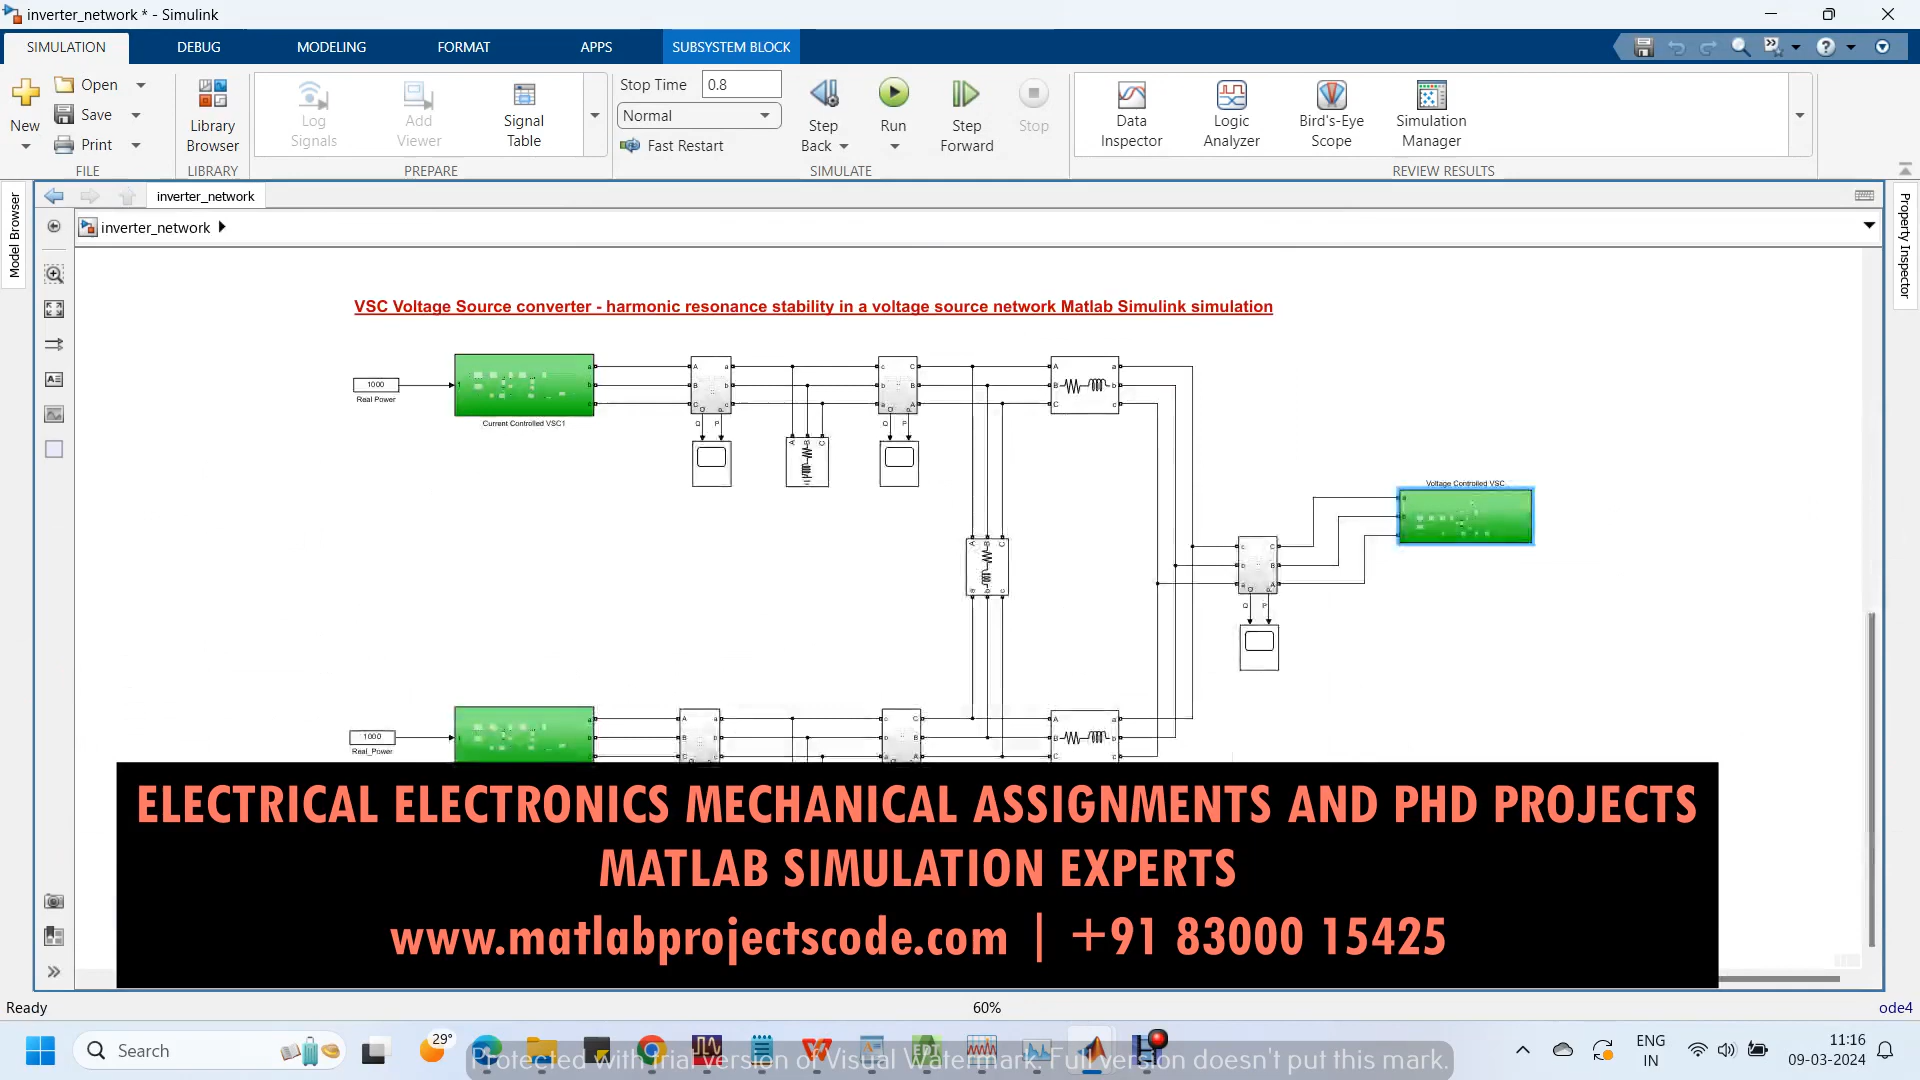 inverter_network * - Simulink
SIMULATION
DEBUG
MODELING
FORMAT
APPS
SUBSYSTEM BLOCK
New
Open
Save
Print
FILE
Library
Browser
LIBRARY
Log
Signals
Add
Viewer
Signal
Table
PREPARE
Stop Time 0.8
Normal
Fast Restart
Step
Back
Run
Step
Forward
Stop
SIMULATE
Data
Inspector
Logic
Analyzer
Bird's-Eye
Scope
Simulation
Manager
REVIEW RESULTS
Model Browser
Property Inspector
inverter_network
inverter_network
VSC Voltage Source converter - harmonic resonance stability in a voltage source network Matlab Simulink simulation
1000
Real Power
Current Controlled VSC1
Voltage Controlled VSC
1000
Real_Power
ELECTRICAL ELECTRONICS MECHANICAL ASSIGNMENTS AND PHD PROJECTS
MATLAB SIMULATION EXPERTS
www.matlabprojectscode.com | +91 83000 15425
Ready
60%
ode4
Search
29°
ENG
IN
11:16
09-03-2024
Protected with trial version of Visual Watermark. Full version doesn't put this mark.